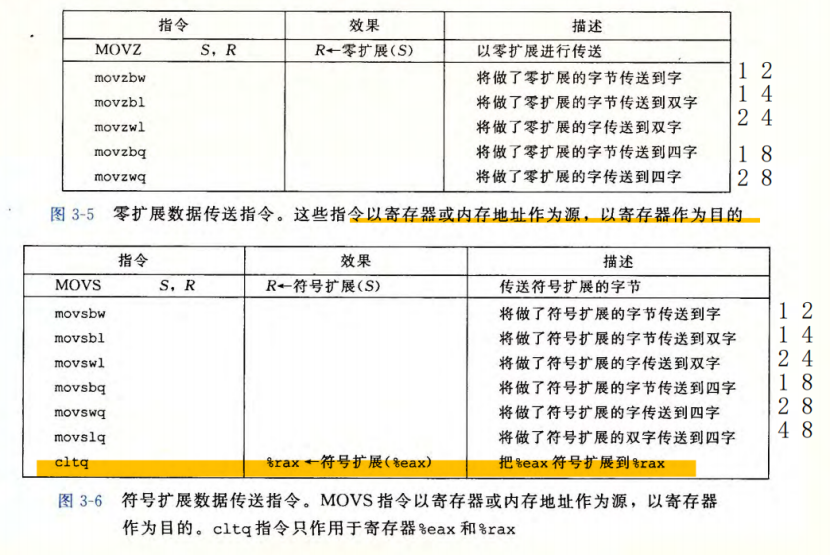 指令 效果 描述
MOVZ S, R R←零扩展(S) 以零扩展进行传送
movzbw 将做了零扩展的字节传送到字 1 2
movzbl 将做了零扩展的字节传送到双字 1 4
movzwl 将做了零扩展的字传送到双字 2 4
movzbq 将做了零扩展的字节传送到四字 1 8
movzwq 将做了零扩展的字传送到四字 2 8
图 3-5 零扩展数据传送指令。这些指令以寄存器或内存地址作为源，以寄存器作为目的
指令 效果 描述
MOVS S, R R←符号扩展(S) 传送符号扩展的字节
movsbw 将做了符号扩展的字节传送到字 1 2
movsbl 将做了符号扩展的字节传送到双字 1 4
movswl 将做了符号扩展的字传送到双字 2 4
movsbq 将做了符号扩展的字节传送到四字 1 8
movswq 将做了符号扩展的字传送到四字 2 8
movslq 将做了符号扩展的双字传送到四字 4 8
cltq %rax←符号扩展(%eax) 把%eax符号扩展到%rax
图 3-6 符号扩展数据传送指令。MOVS 指令以寄存器或内存地址作为源，以寄存器
作为目的。cltq指令只作用于寄存器%eax和%rax